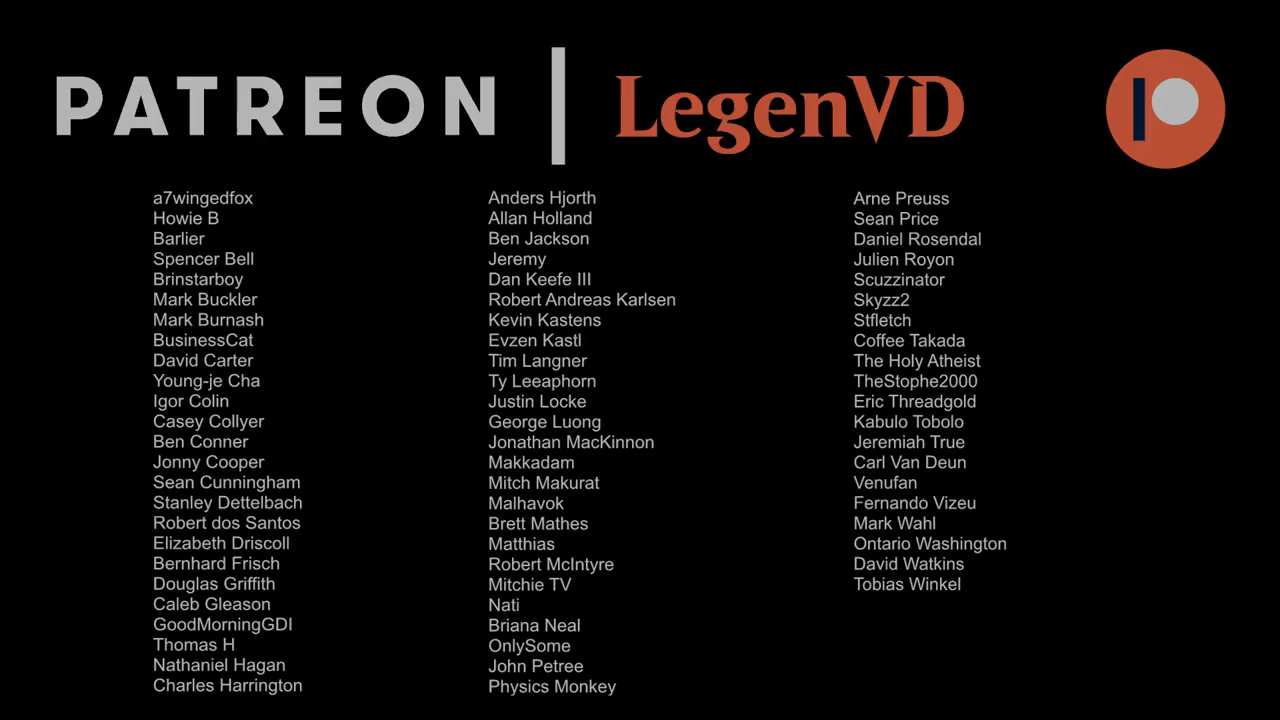 PATREON | LegenVD
a7wingedfox
Howie B
Barlier
Spencer Bell
Brinstarboy
Mark Buckler
Mark Burnash
BusinessCat
David Carter
Young-je Cha
Igor Colin
Casey Collyer
Ben Conner
Jonny Cooper
Sean Cunningham
Stanley Dettelbach
Robert dos Santos
Elizabeth Driscoll
Bernhard Frisch
Douglas Griffith
Caleb Gleason
GoodMorningGDI
Thomas H
Nathaniel Hagan
Charles Harrington
Anders Hjorth
Allan Holland
Ben Jackson
Jeremy
Dan Keefe III
Robert Andreas Karlsen
Kevin Kastens
Evzen Kastl
Tim Langner
Ty Leeaphorn
Justin Locke
George Luong
Jonathan MacKinnon
Makkadam
Mitch Makurat
Malhavok
Brett Mathes
Matthias
Robert McIntyre
Mitchie TV
Nati
Briana Neal
OnlySome
John Petree
Physics Monkey
Arne Preuss
Sean Price
Daniel Rosendal
Julien Royon
Scuzzinator
Skyzz2
Stfletch
Coffee Takada
The Holy Atheist
TheStophe2000
Eric Threadgold
Kabulo Tobolo
Jeremiah True
Carl Van Deun
Venufan
Fernando Vizeu
Mark Wahl
Ontario Washington
David Watkins
Tobias Winkel